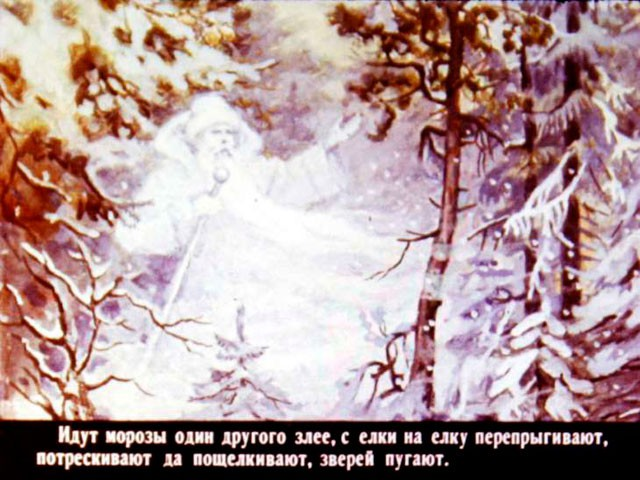 Идут морозы один другого злее, с елки на елку перепрыгивают,
потрескивают да пощелкивают, зверей пугают.